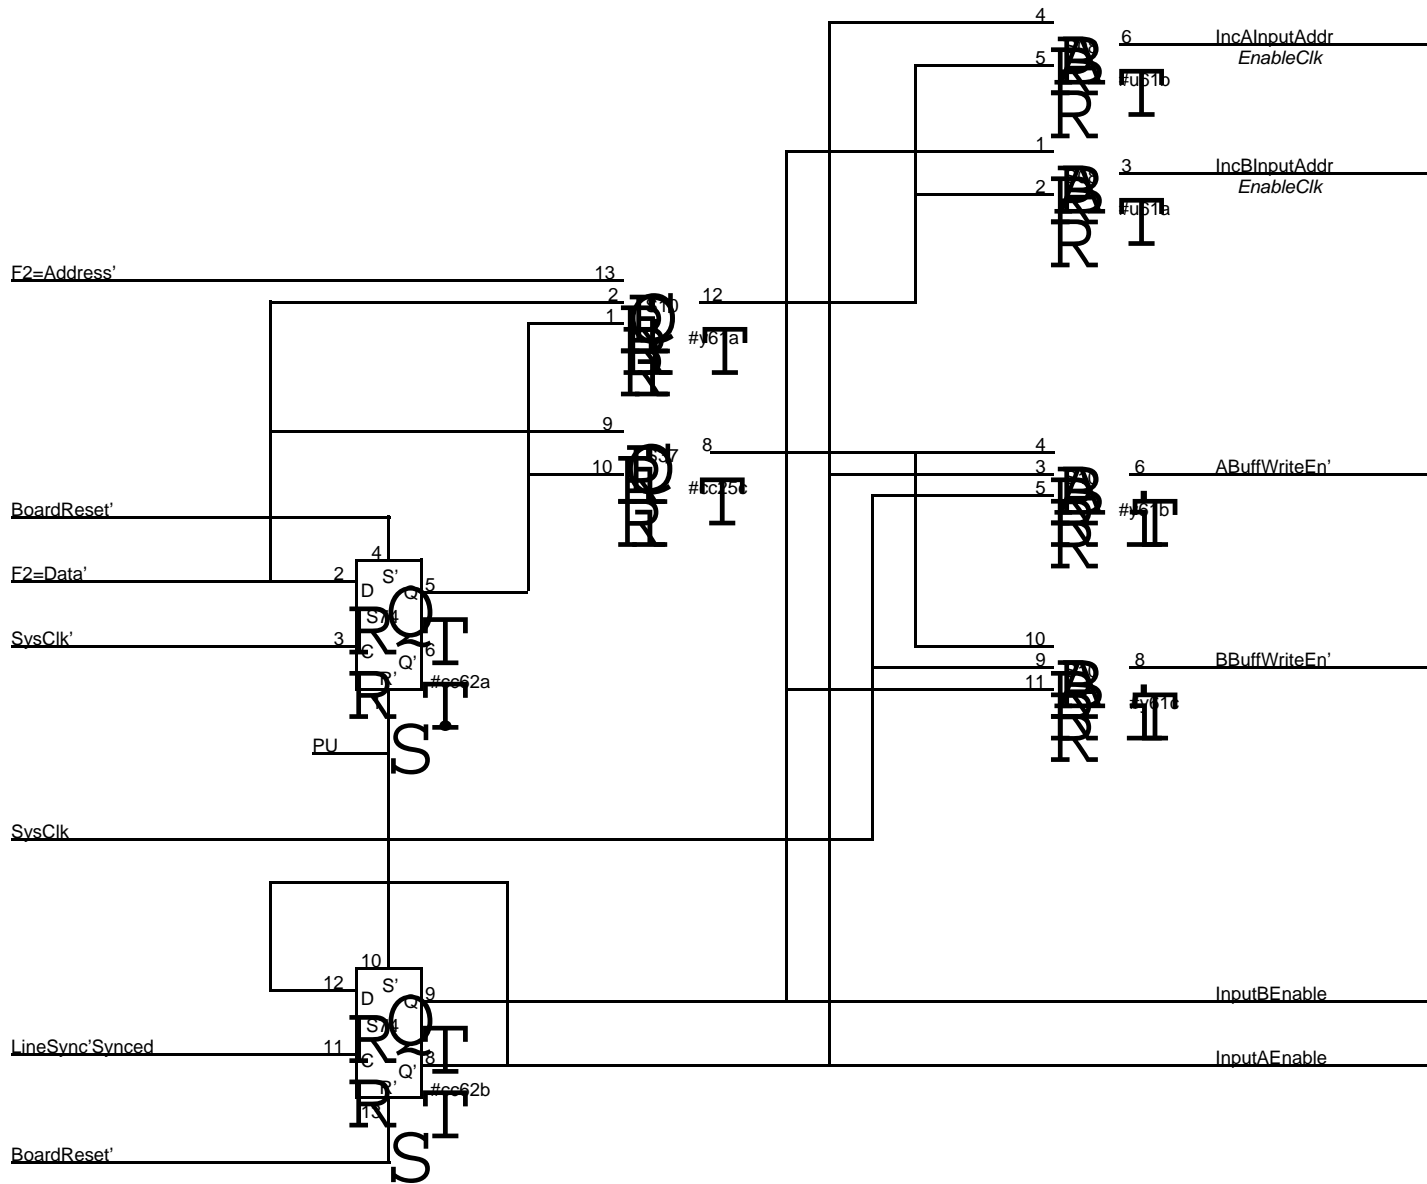 4
6 IncAInputAddr
EnableClk
5
#u61b
T
R
1
3 IncBInputAddr
EnableClk
2
#u61a
T
R
F2=Address' 13
2 12
1
#y61a
T
9
8
10
#cc25c
T
4
3 6 ABuffWriteEn'
5
BoardReset'
4
F2=Data' 2 S' 5
D Q
S74
SysClk' 3 C Q' 6
R'
#cc62a
T
R
S
10
9 8 BBuffWriteEn'
11
PU
SysClk
10
12 S' 9 InputBEnable
D Q
S74
LineSync'Synced 11 C Q' 8 InputAEnable
R'
#cc62b
13
T
R
BoardReset' S